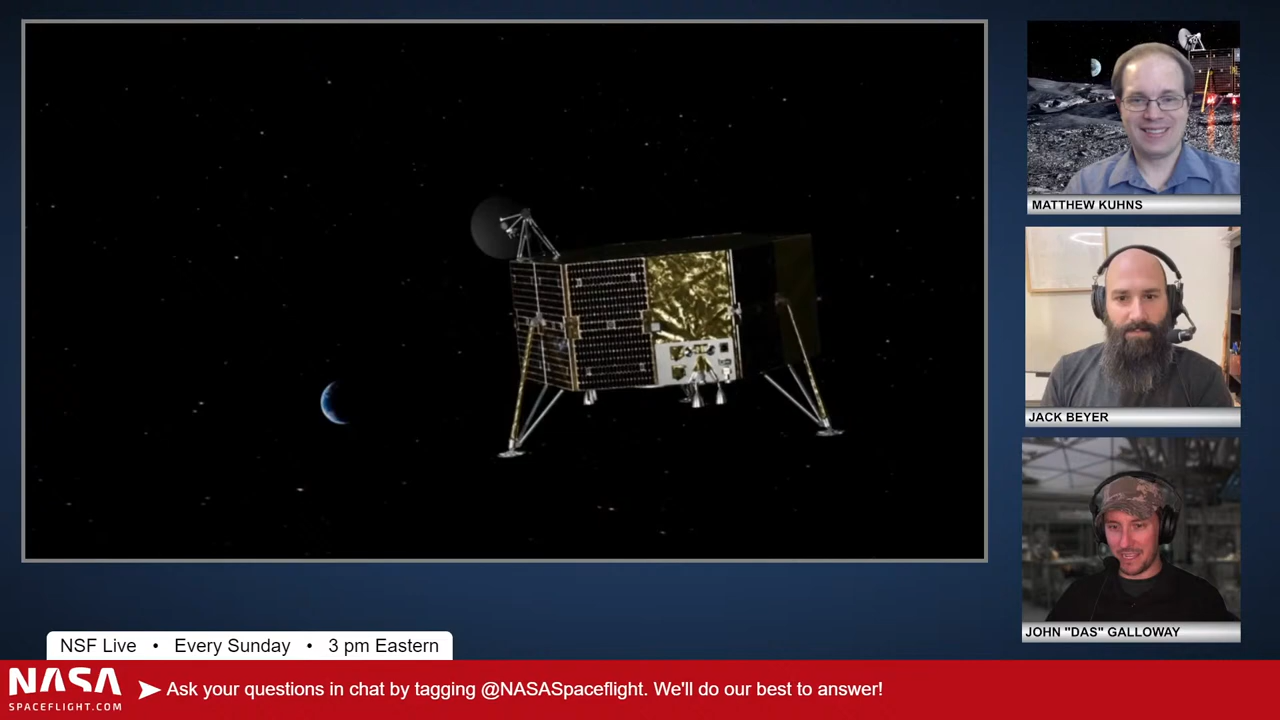 MATTHEW KUHNS
JACK BEYER
JOHN "DAS" GALLOWAY
NSF Live • Every Sunday • 3 pm Eastern
NASA
SPACEFLIGHT.COM
Ask your questions in chat by tagging @NASASpaceflight. We'll do our best to answer!